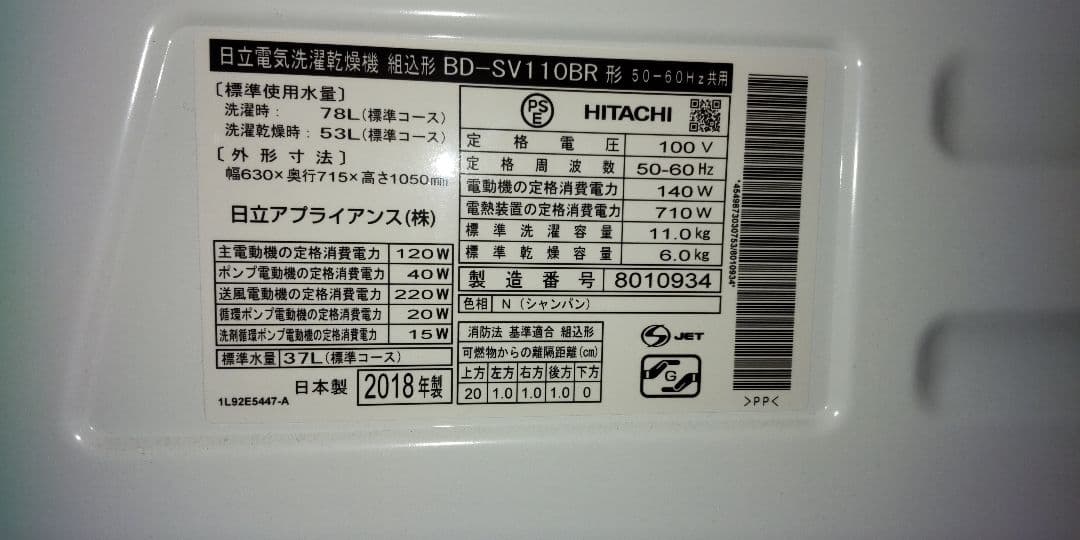 日立電気洗濯乾燥機 組込形 BD-SV110BR 形 50-60Hz共用
〔標準使用水量〕
洗濯時： 78L(標準コース)
洗濯乾燥時：53L(標準コース)
〔外形寸法〕
幅630×奥行715×高さ1050mm
日立アプライアンス(株)
主電動機の定格消費電力 120W
ポンプ電動機の定格消費電力 40W
送風電動機の定格消費電力 220W
循環ポンプ電動機の定格消費電力 20W
洗剤循環ポンプ電動機の定格消費電力 15W
標準水量 37L(標準コース)
日本製 2018年製
1L92E5447-A
PS
E
HITACHI
定格電圧 100V
定格周波数 50-60Hz
電動機の定格消費電力 140W
電熱装置の定格消費電力 710W
標準洗濯容量 11.0kg
標準乾燥容量 6.0kg
製造番号 8010934
色相 N（シャンパン）
消防法 基準適合 組込形
可燃物からの離隔距離(cm)
上方 左方 右方 後方 下方
20 1.0 1.0 1.0 0
S JET
G
*4549873030753/8010934*
>PP<